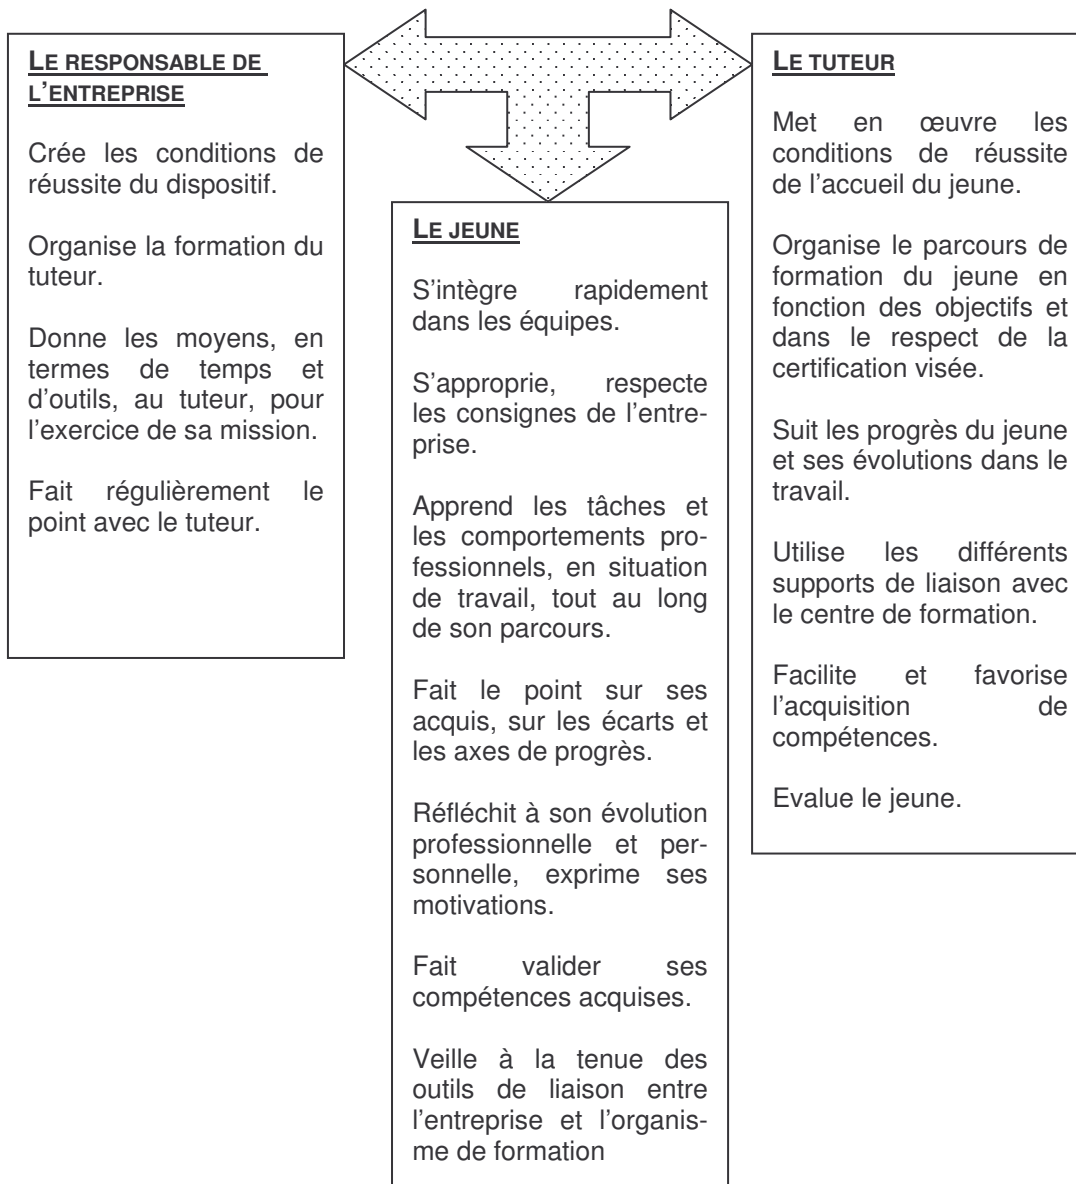 LE RESPONSABLE DE
L'ENTREPRISE
Crée les conditions de
réussite du dispositif.
Organise la formation du
tuteur.
Donne les moyens, en
termes de temps et
d'outils, au tuteur, pour
l'exercice de sa mission.
Fait régulièrement le
point avec le tuteur.
LE JEUNE
S'intègre rapidement
dans les équipes.
S'approprie, respecte
les consignes de l'entre-
prise.
Apprend les tâches et
les comportements pro-
fessionnels, en situation
de travail, tout au long
de son parcours.
Fait le point sur ses
acquis, sur les écarts et
les axes de progrès.
Réfléchit à son évolution
professionnelle et per-
sonnelle, exprime ses
motivations.
Fait valider ses
compétences acquises.
Veille à la tenue des
outils de liaison entre
l'entreprise et l'organis-
me de formation
LE TUTEUR
Met en œuvre les
conditions de réussite
de l'accueil du jeune.
Organise le parcours de
formation du jeune en
fonction des objectifs et
dans le respect de la
certification visée.
Suit les progrès du jeune
et ses évolutions dans le
travail.
Utilise les différents
supports de liaison avec
le centre de formation.
Facilite et favorise
l'acquisition de
compétences.
Evalue le jeune.